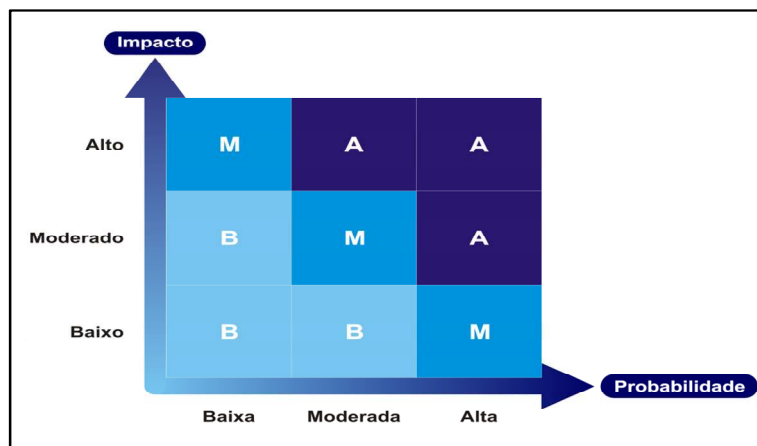 Impacto
Alto M A A
Moderado B M A
Baixo B B M
Probabilidade
Baixa Moderada Alta